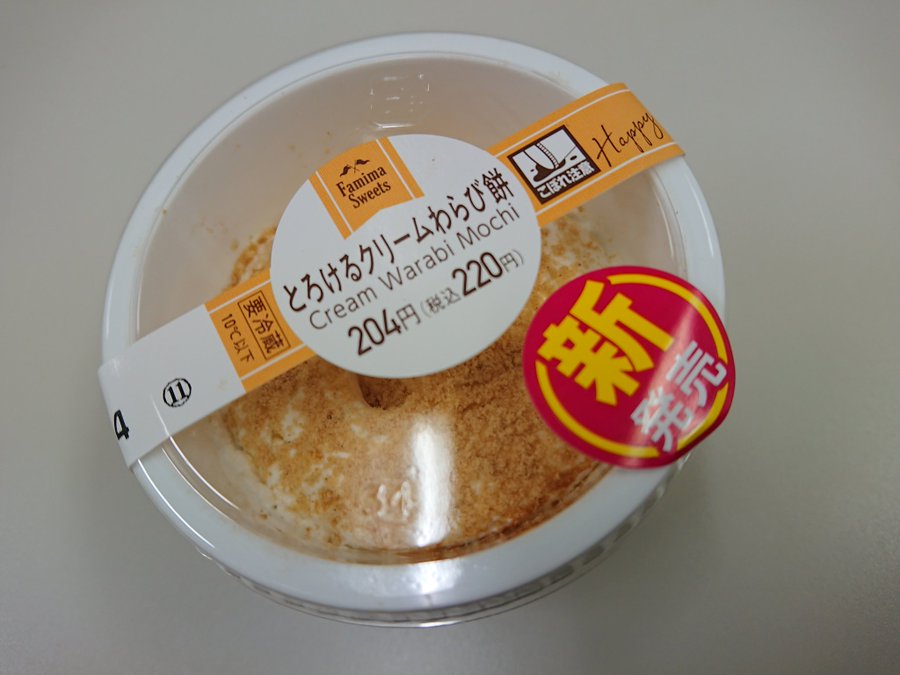 Famima
Sweets
とろけるクリームわらび餅
Cream Warabi Mochi
204円(税込220円)
こぼれ注意
Happy
要冷蔵
10℃以下
⑪
4
新
発売